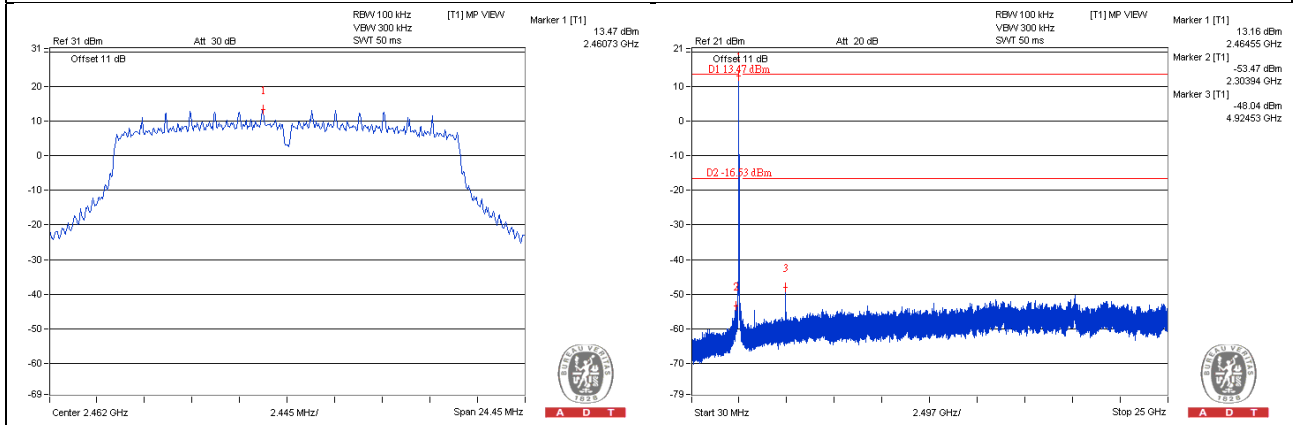 RBW 100 kHz [T1] MP VIEW
VBW 300 kHz
Ref 31 dBm Att 30 dB SWT 50 ms
Marker 1 [T1]
13.47 dBm
2.46073 GHz
31
Offset 11 dB
20
10
0
-10
-20
-30
-40
-50
-60
-69
1
Center 2.462 GHz 2.445 MHz/ Span 24.45 MHz
BUREAU VERITAS
1828
A D T
RBW 100 kHz [T1] MP VIEW
VBW 300 kHz
Ref 21 dBm Att 20 dB SWT 50 ms
Marker 1 [T1]
13.16 dBm
2.46455 GHz
Marker 2 [T1]
-53.47 dBm
2.30394 GHz
Marker 3 [T1]
-48.04 dBm
4.92453 GHz
21
Offset 11 dB
D1 13.47 dBm
10
0
-10
D2 -16.53 dBm
-20
-30
-40
-50
-60
-70
-79
2
3
Start 30 MHz 2.497 GHz/ Stop 25 GHz
BUREAU VERITAS
1828
A D T